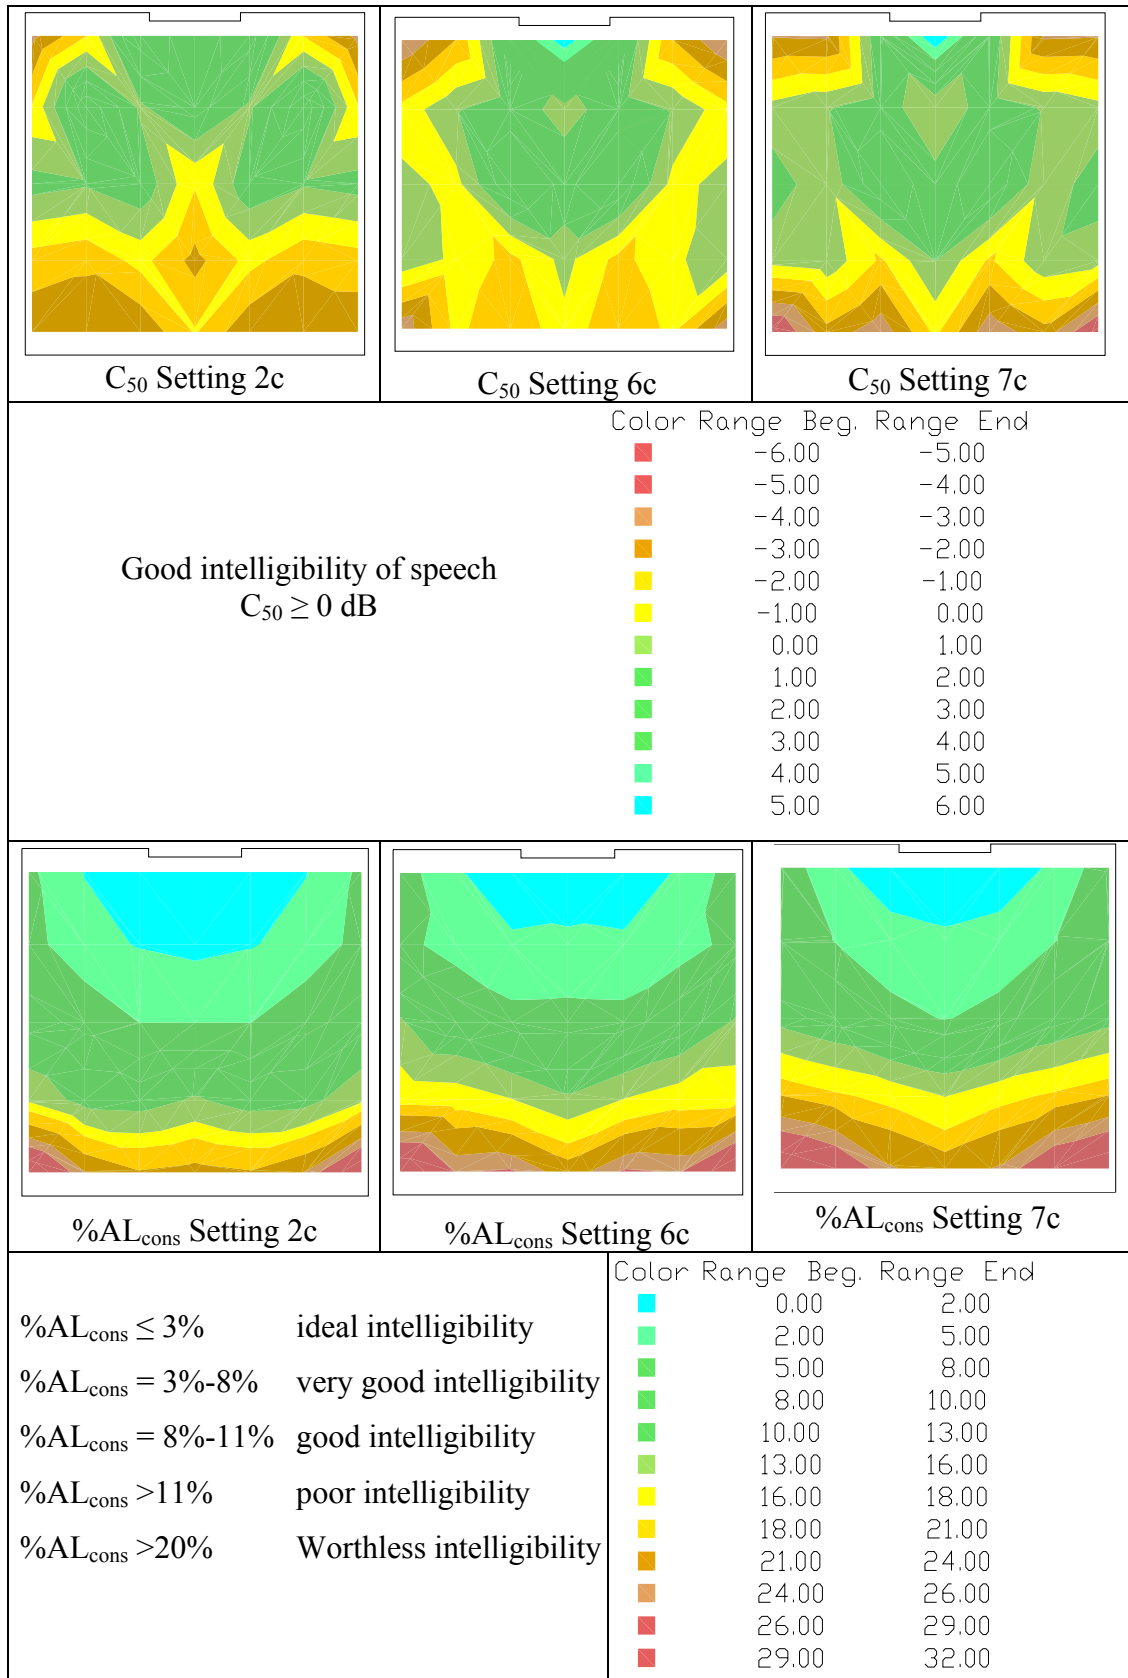 C₅₀ Setting 2c
C₅₀ Setting 6c
C₅₀ Setting 7c
Good intelligibility of speech
C₅₀ ≥ 0 dB
Color Range Beg. Range End
-6.00 -5.00
-5.00 -4.00
-4.00 -3.00
-3.00 -2.00
-2.00 -1.00
-1.00 0.00
0.00 1.00
1.00 2.00
2.00 3.00
3.00 4.00
4.00 5.00
5.00 6.00
%ALcons Setting 2c
%ALcons Setting 6c
%ALcons Setting 7c
%ALcons ≤ 3% ideal intelligibility
%ALcons = 3%-8% very good intelligibility
%ALcons = 8%-11% good intelligibility
%ALcons >11% poor intelligibility
%ALcons >20% Worthless intelligibility
Color Range Beg. Range End
0.00 2.00
2.00 5.00
5.00 8.00
8.00 10.00
10.00 13.00
13.00 16.00
16.00 18.00
18.00 21.00
21.00 24.00
24.00 26.00
26.00 29.00
29.00 32.00